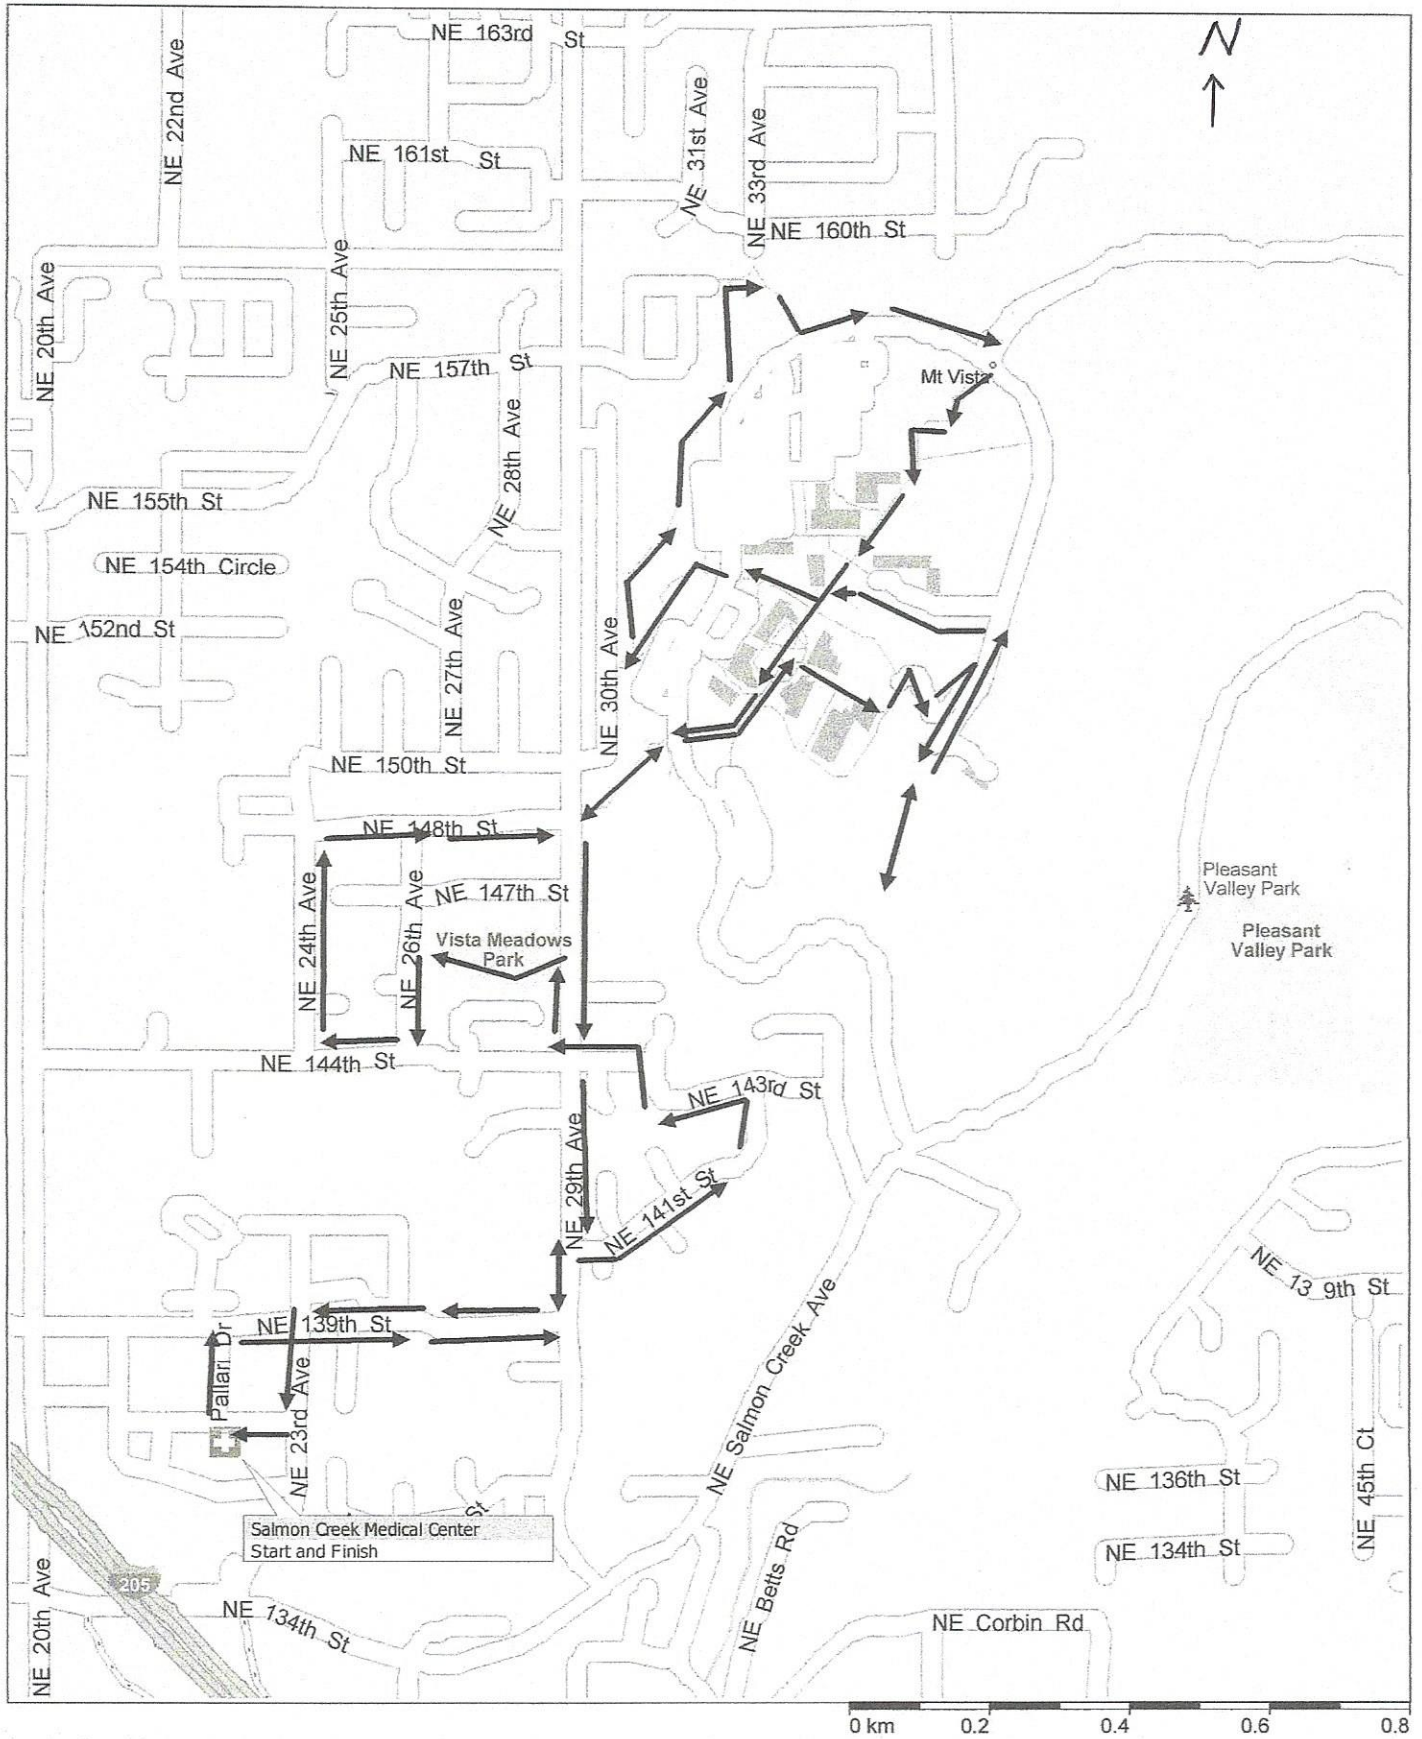 NE 163rd St
N
NE 22nd Ave
NE 31st Ave
NE 33rd Ave
NE 161st St
NE 160th St
NE 20th Ave
NE 25th Ave
NE 157th St
Mt Vista
NE 28th Ave
NE 155th St
NE 154th Circle
NE 152nd St
NE 27th Ave
NE 30th Ave
NE 150th St
NE 148th St
NE 24th Ave
NE 26th Ave
NE 147th St
Pleasant
Valley Park
Vista Meadows
Park
Pleasant
Valley Park
NE 144th St
NE 143rd St
NE 29th Ave
NE 141st St
NE 13 9th St
NE 139th St
Pallari Dr
NE 23rd Ave
NE Salmon Creek Ave
NE 45th Ct
NE 136th St
St
Salmon Creek Medical Center
Start and Finish
NE 134th St
205
NE 20th Ave
NE 134th St
NE Betts Rd
NE Corbin Rd
0 km 0.2 0.4 0.6 0.8